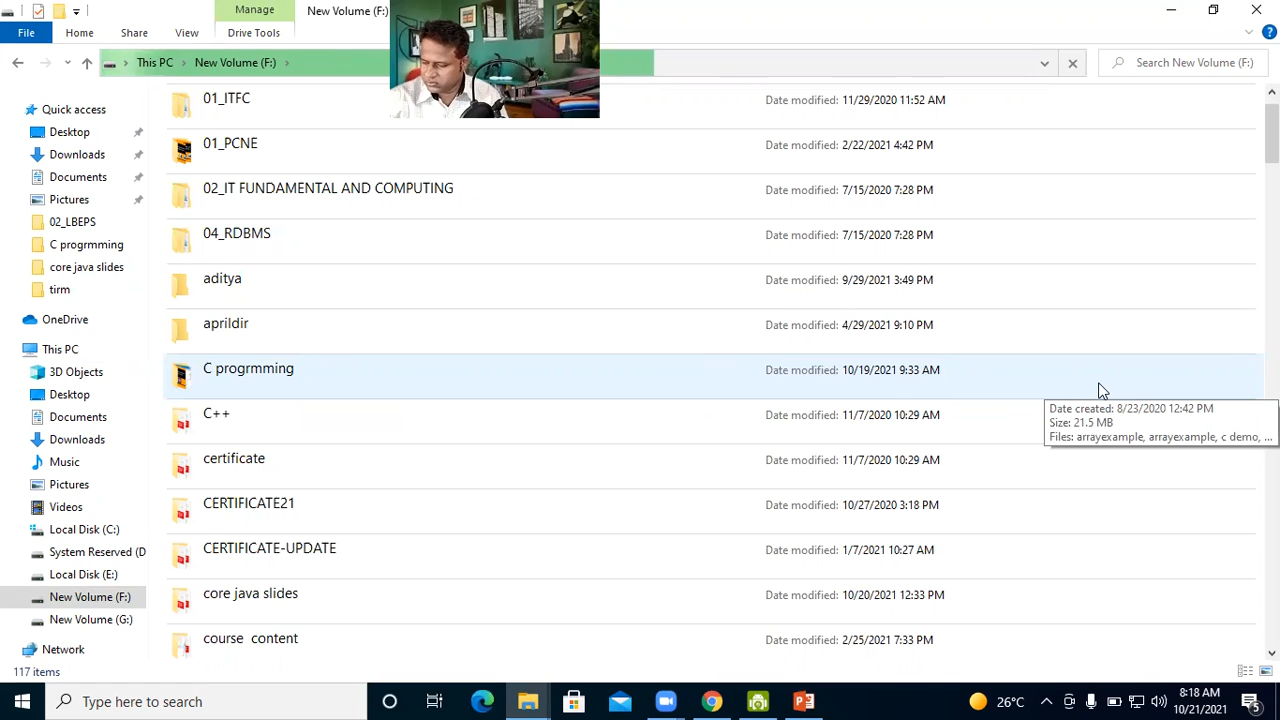 Manage
New Volume (F:)
File
Home
Share
View
Drive Tools
This PC
New Volume (F:)
Search New Volume (F:)
Quick access
Desktop
Downloads
Documents
Pictures
02_LBEPS
C progrmming
core java slides
tirm
OneDrive
This PC
3D Objects
Desktop
Documents
Downloads
Music
Pictures
Videos
Local Disk (C:)
System Reserved (D
Local Disk (E:)
New Volume (F:)
New Volume (G:)
Network
01_ITFC Date modified: 11/29/2020 11:52 AM
01_PCNE Date modified: 2/22/2021 4:42 PM
02_IT FUNDAMENTAL AND COMPUTING Date modified: 7/15/2020 7:28 PM
04_RDBMS Date modified: 7/15/2020 7:28 PM
aditya Date modified: 9/29/2021 3:49 PM
aprildir Date modified: 4/29/2021 9:10 PM
C progrmming Date modified: 10/19/2021 9:33 AM
C++ Date modified: 11/7/2020 10:29 AM
certificate Date modified: 11/7/2020 10:29 AM
CERTIFICATE21 Date modified: 10/27/2020 3:18 PM
CERTIFICATE-UPDATE Date modified: 1/7/2021 10:27 AM
core java slides Date modified: 10/20/2021 12:33 PM
course content Date modified: 2/25/2021 7:33 PM
Date created: 8/23/2020 12:42 PM
Size: 21.5 MB
Files: arrayexample, arrayexample, c demo, ...
117 items
Type here to search
26°C
8:18 AM
10/21/2021
5